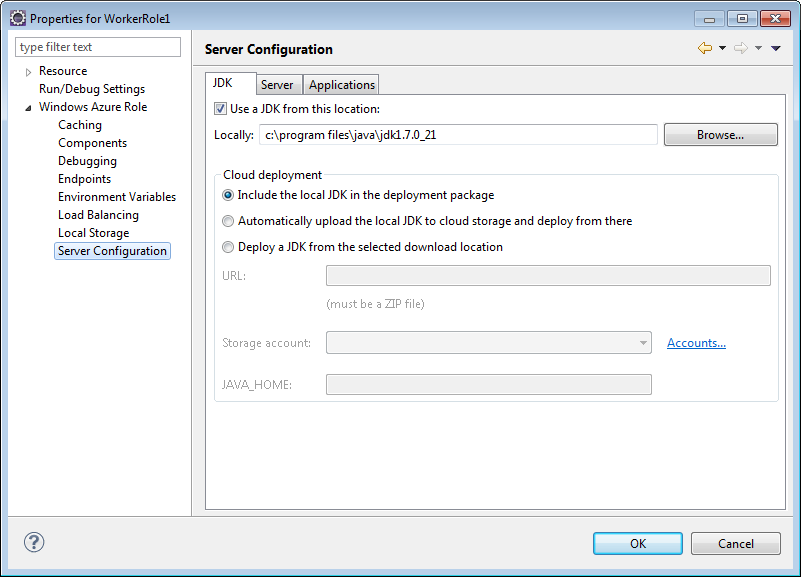 Properties for WorkerRole1
type filter text
Resource
Run/Debug Settings
Windows Azure Role
Caching
Components
Debugging
Endpoints
Environment Variables
Load Balancing
Local Storage
Server Configuration
Server Configuration
JDK Server Applications
Use a JDK from this location:
Locally: c:\program files\java\jdk1.7.0_21 Browse...
Cloud deployment
Include the local JDK in the deployment package
Automatically upload the local JDK to cloud storage and deploy from there
Deploy a JDK from the selected download location
URL:
(must be a ZIP file)
Storage account: Accounts...
JAVA_HOME:
? OK Cancel